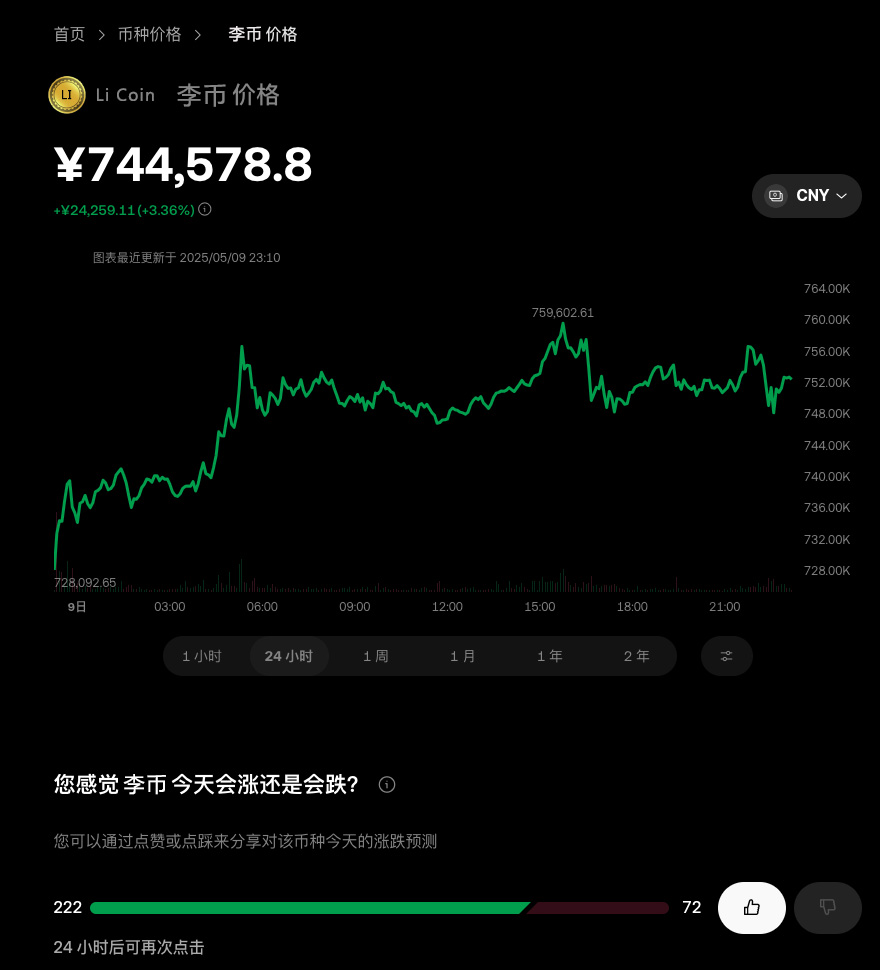 首页 > 币种价格 > 李币 价格
LI Li Coin 李币 价格
¥744,578.8
+¥24,259.11 (+3.36%)
CNY
图表最近更新于 2025/05/09 23:10
764.00K
759,602.61
760.00K
756.00K
752.00K
748.00K
744.00K
740.00K
736.00K
732.00K
728.00K
728,092.65
9日 03:00 06:00 09:00 12:00 15:00 18:00 21:00
1 小时 24 小时 1 周 1 月 1 年 2 年
您感觉 李币 今天会涨还是会跌?
您可以通过点赞或点踩来分享对该币种今天的涨跌预测
222 72
24 小时后可再次点击